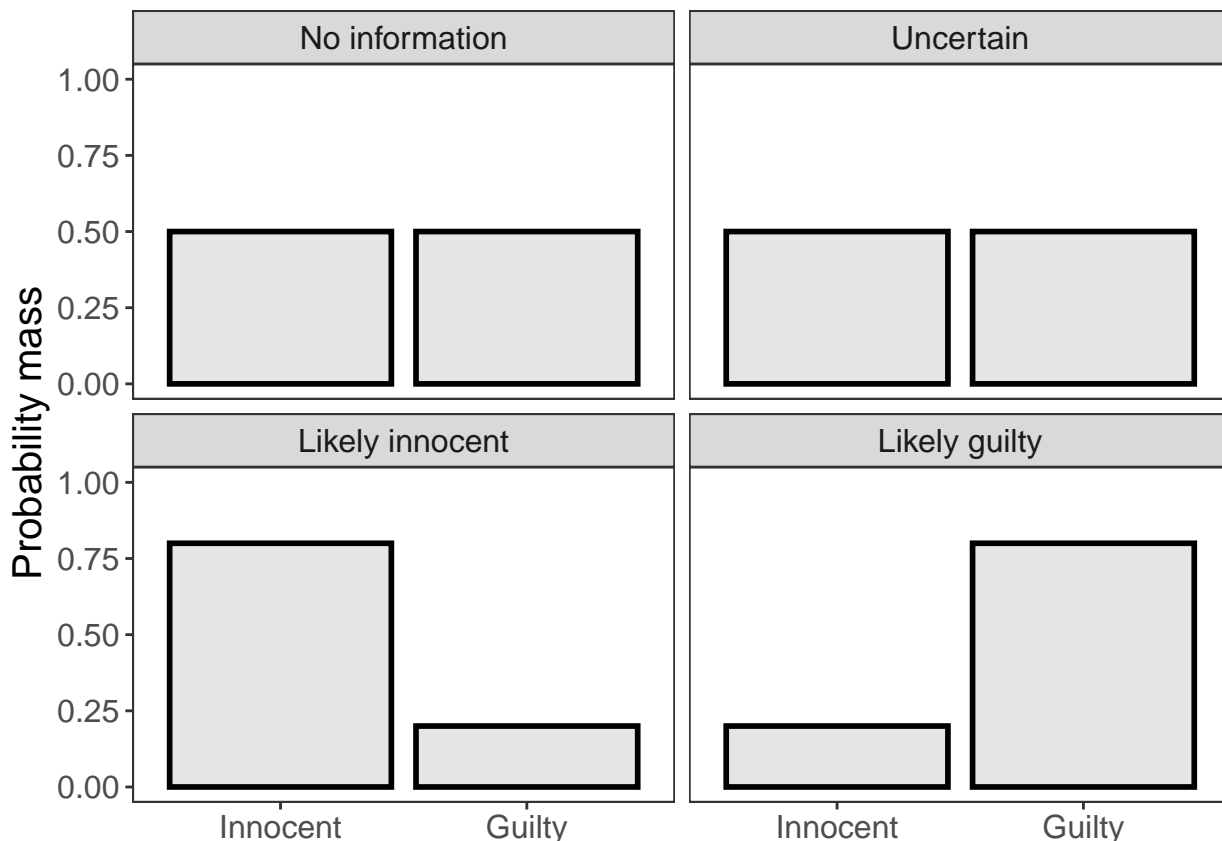 No information
Uncertain
1.00
0.75
0.50
0.25
0.00
Probability mass
Likely innocent
Likely guilty
1.00
0.75
0.50
0.25
0.00
Innocent
Guilty
Innocent
Guilty